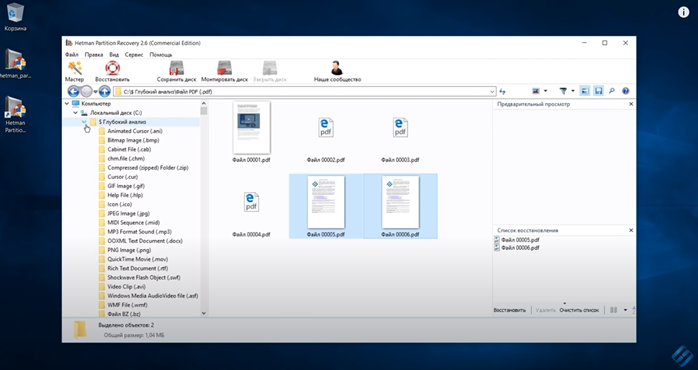 Корзина
hetman_par...
Hetman
Partitio...
Hetman Partition Recovery 2.6 (Commercial Edition)
Файл Правка Вид Сервис Помощь
Мастер Восстановить Сохранить диск Монтировать диск Закрыть диск Наше сообщество
C:\$ Глубокий анализ\Файл PDF (.pdf)
Компьютер
Локальный диск (C:)
$ Глубокий анализ
Animated Cursor (.ani)
Bitmap Image (.bmp)
Cabinet File (.cab)
chm.file (.chm)
Compressed (zipped) Folder (.zip)
Cursor (.cur)
GIF Image (.gif)
Help File (.hlp)
Icon (.ico)
JPEG Image (.jpg)
MIDI Sequence (.mid)
MP3 Format Sound (.mp3)
OOXML Text Document (.docx)
PNG Image (.png)
QuickTime Movie (.mov)
Rich Text Document (.rtf)
Shockwave Flash Object (.swf)
Video Clip (.avi)
Windows Media AudioVideo file (.asf)
WMF File (.wmf)
Файл BZ (.bz)
Файл 00001.pdf Файл 00002.pdf Файл 00003.pdf
Файл 00004.pdf Файл 00005.pdf Файл 00006.pdf
Предварительный просмотр
Список восстановления
Файл 00005.pdf
Файл 00006.pdf
Восстановить Удалить Очистить список
Выделено объектов: 2
Общий размер: 1,04 МБ